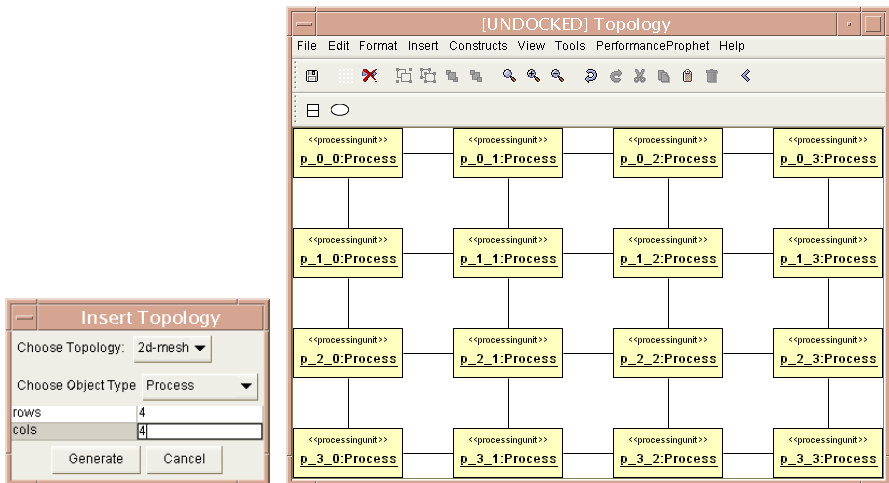 [UNDOCKED] Topology
File Edit Format Insert Constructs View Tools PerformanceProphet Help
<<processingunit>> <<processingunit>> <<processingunit>> <<processingunit>>
p_0_0:Process p_0_1:Process p_0_2:Process p_0_3:Process
<<processingunit>> <<processingunit>> <<processingunit>> <<processingunit>>
p_1_0:Process p_1_1:Process p_1_2:Process p_1_3:Process
<<processingunit>> <<processingunit>> <<processingunit>> <<processingunit>>
p_2_0:Process p_2_1:Process p_2_2:Process p_2_3:Process
<<processingunit>> <<processingunit>> <<processingunit>> <<processingunit>>
p_3_0:Process p_3_1:Process p_3_2:Process p_3_3:Process
Insert Topology
Choose Topology: 2d-mesh
Choose Object Type Process
rows 4
cols 4
Generate Cancel